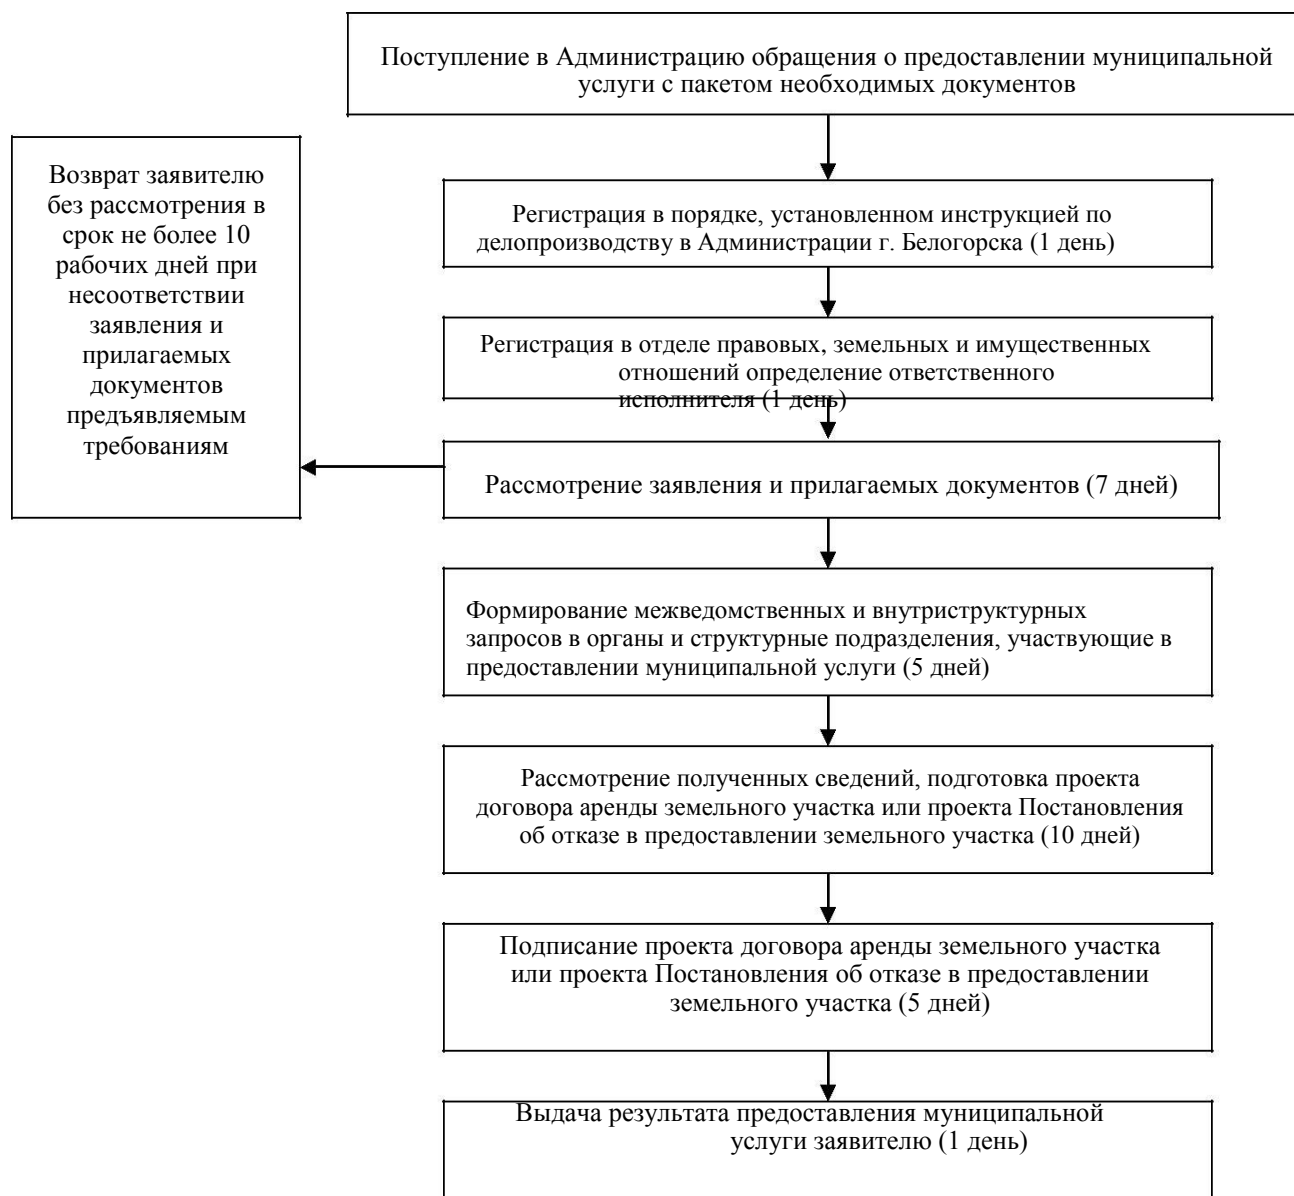 Поступление в Администрацию обращения о предоставлении муниципальной
услуги с пакетом необходимых документов
Возврат заявителю
без рассмотрения в
срок не более 10
рабочих дней при
несоответствии
заявления и
прилагаемых
документов
предъявляемым
требованиям
Регистрация в порядке, установленном инструкцией по
делопроизводству в Администрации г. Белогорска (1 день)
Регистрация в отделе правовых, земельных и имущественных
отношений определение ответственного
исполнителя (1 день)
Рассмотрение заявления и прилагаемых документов (7 дней)
Формирование межведомственных и внутриструктурных
запросов в органы и структурные подразделения, участвующие в
предоставлении муниципальной услуги (5 дней)
Рассмотрение полученных сведений, подготовка проекта
договора аренды земельного участка или проекта Постановления
об отказе в предоставлении земельного участка (10 дней)
Подписание проекта договора аренды земельного участка
или проекта Постановления об отказе в предоставлении
земельного участка (5 дней)
Выдача результата предоставления муниципальной
услуги заявителю (1 день)